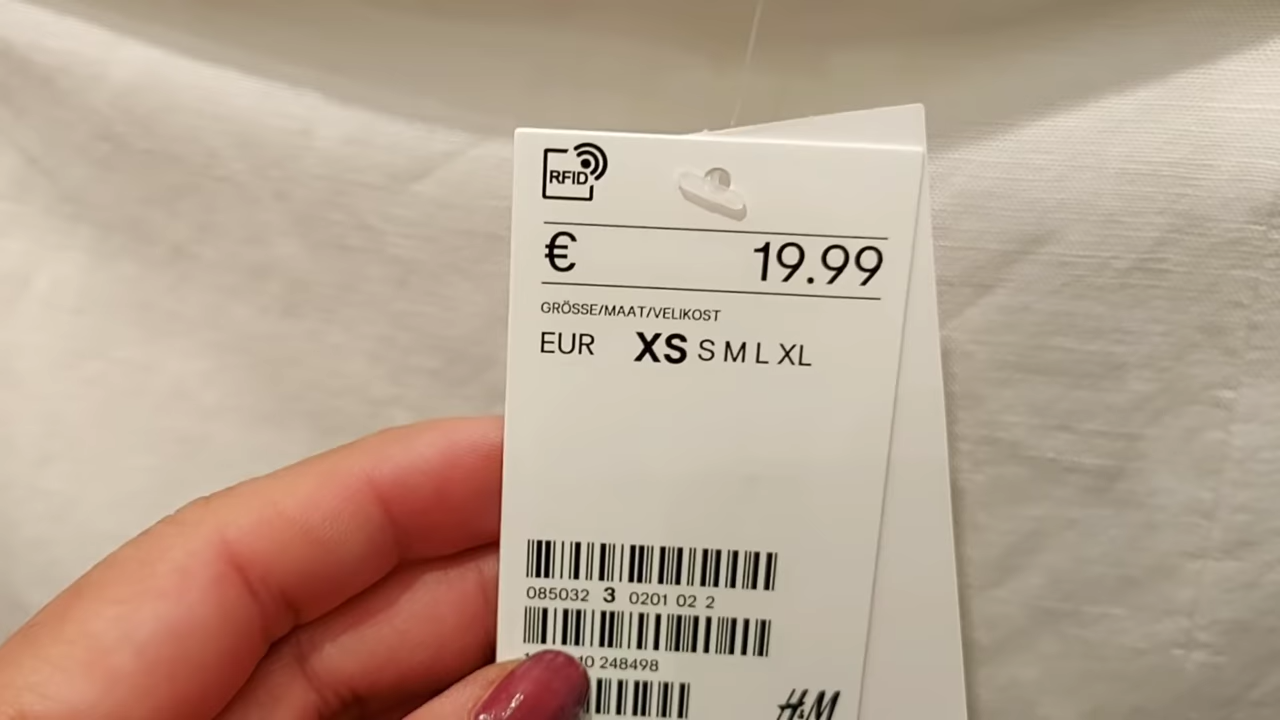 RFID
€ 19.99
GRÖSSE/MAAT/VELIKOST
EUR XS S M L XL
085032 3 0201 02 2
248498
H&M